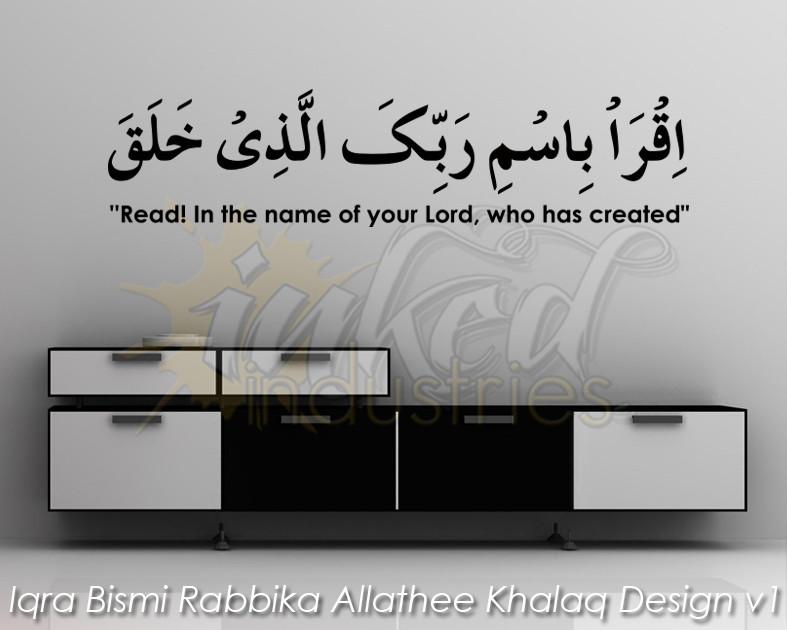 اِقْرَاْ بِاسْمِ رَبِّکَ الَّذِیْ خَلَقَ
"Read! In the name of your Lord, who has created"
inked
industries
Iqra Bismi Rabbika Allathee Khalaq Design v1